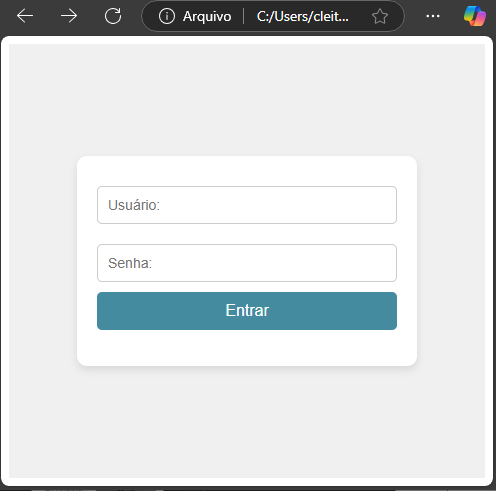 Arquivo | C:/Users/cleit...
Usuário:
Senha:
Entrar